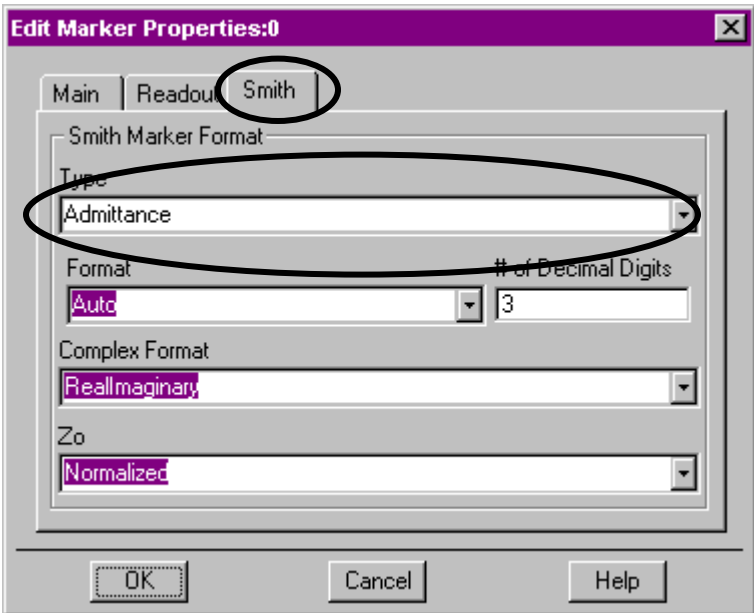 Edit Marker Properties:0
Main Readout Smith
Smith Marker Format
Type
Admittance
Format # of Decimal Digits
Auto 3
Complex Format
RealImaginary
Zo
Normalized
OK Cancel Help